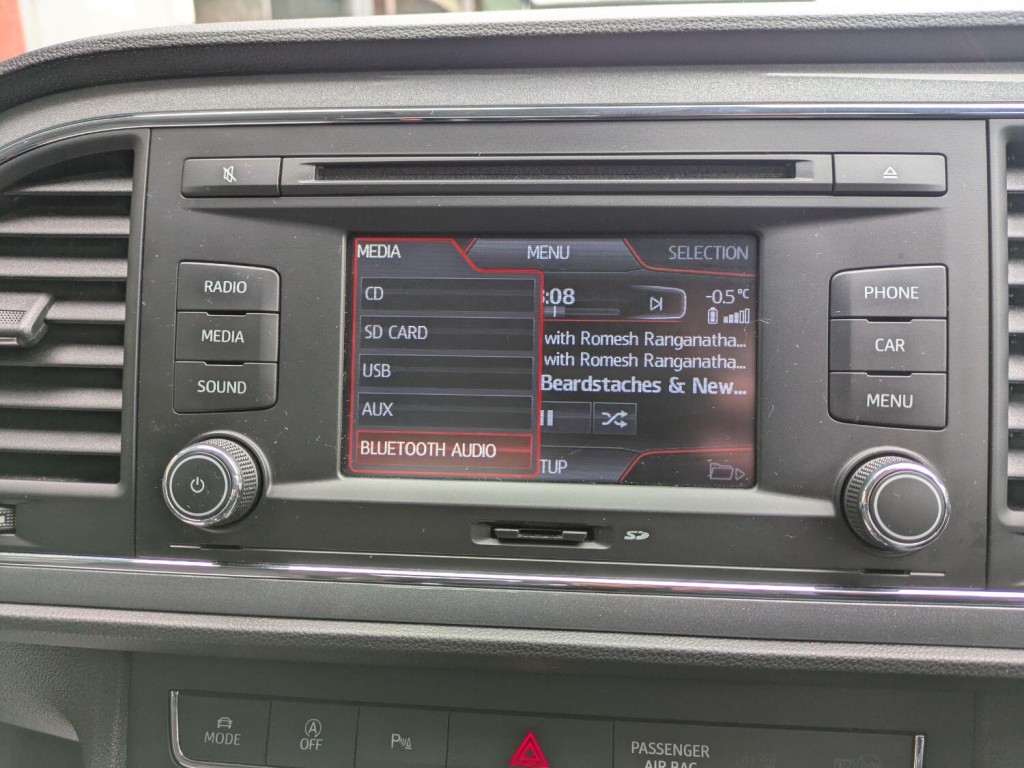 RADIO
MEDIA
SOUND
MEDIA
MENU
SELECTION
CD
SD CARD
USB
AUX
BLUETOOTH AUDIO
:08
-0.5°C
with Romesh Ranganatha...
with Romesh Ranganatha...
Beardstaches & New...
TUP
PHONE
CAR
MENU
SD
MODE
A
OFF
P
PASSENGER
AIR BAG